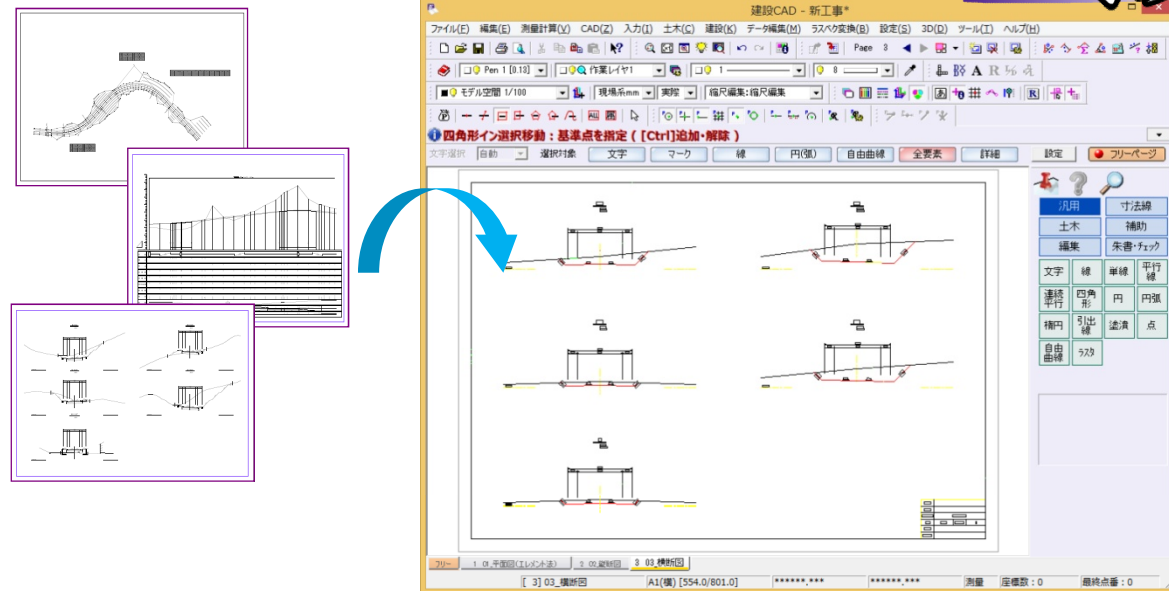 建設CAD - 新工事*
ファイル(F) 編集(E) 測量計算(V) CAD(Z) 入力(I) 土木(C) 建設(K) データ編集(M) ラスベク変換(B) 設定(S) 3D(D) ツール(T) ヘルプ(H)
Page 3
Pen 1 [0.13] 作業レイヤ1 1 8
モデル空間 1/100 現場系mm 実際 縮尺編集:縮尺編集
四角形イン選択移動:基準点を指定 ( [Ctrl]追加・解除 )
文字選択 自動 選択対象 文字 マーク 線 円(弧) 自由曲線 全要素 詳細 設定 フリーページ
汎用 寸法線
土木 補助
編集 朱書・チェック
文字 線 単線 平行線
連続平行 四角形 円 円弧
楕円 引出線 塗潰 点
自由曲線 ラスタ
フリー 1 01_平面図(エレメント法) 2 02_縦断図 3 03_横断図
[ 3] 03_横断図 A1(横) [554.0/801.0] ******.*** ******.*** 測量 座標数:0 最終点番:0